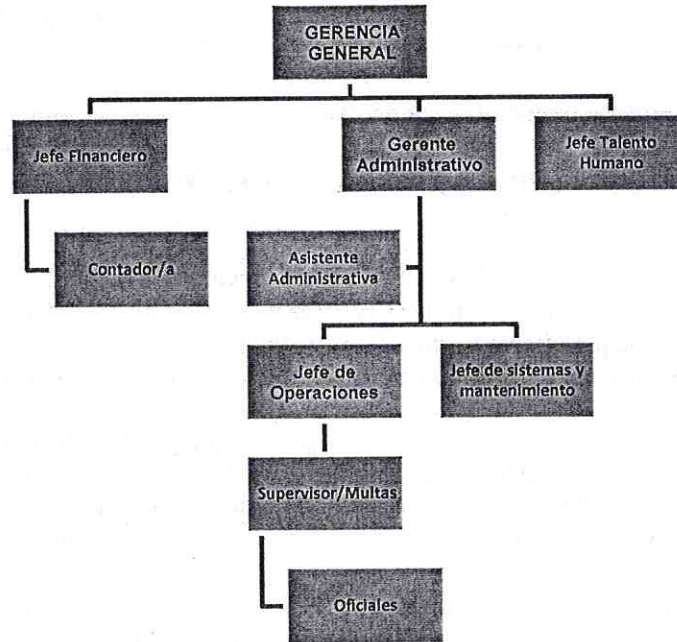 GERENCIA
GENERAL
Jefe Financiero
Gerente
Administrativo
Jefe Talento
Humano
Contador/a
Asistente
Administrativa
Jefe de
Operaciones
Jefe de sistemas y
mantenimiento
Supervisor/Multas
Oficiales